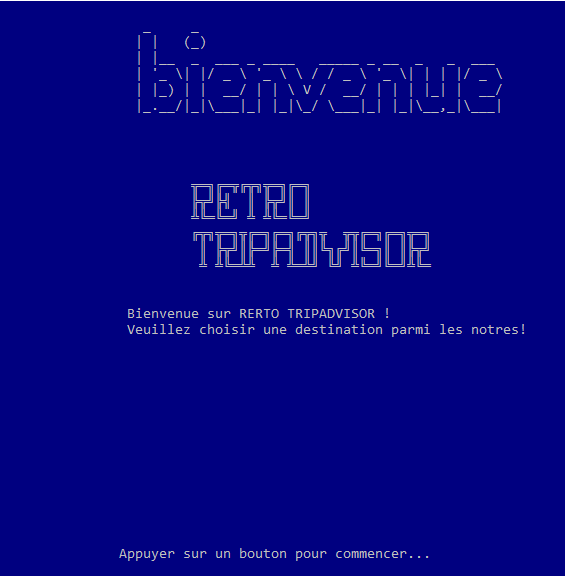 bienvenue
RETRO
TRIPADVISOR
Bienvenue sur RERTO TRIPADVISOR !
Veuillez choisir une destination parmi les notres!
Appuyer sur un bouton pour commencer...